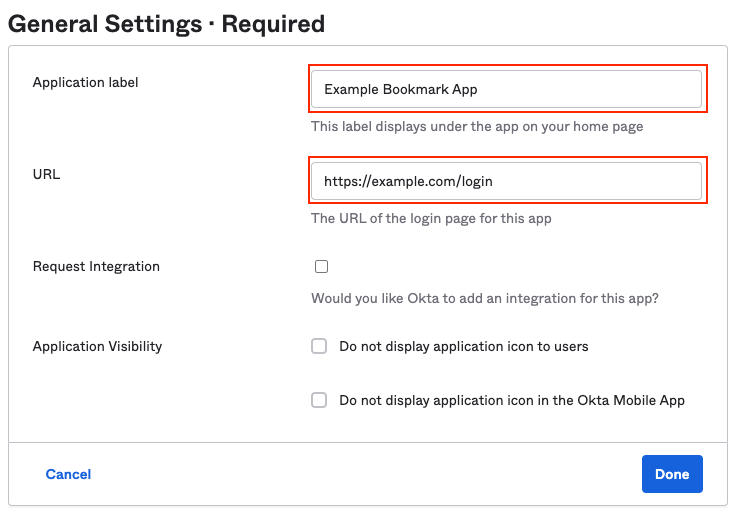 General Settings · Required
Application label
Example Bookmark App
This label displays under the app on your home page
URL
https://example.com/login
The URL of the login page for this app
Request Integration
Would you like Okta to add an integration for this app?
Application Visibility
Do not display application icon to users
Do not display application icon in the Okta Mobile App
Cancel
Done